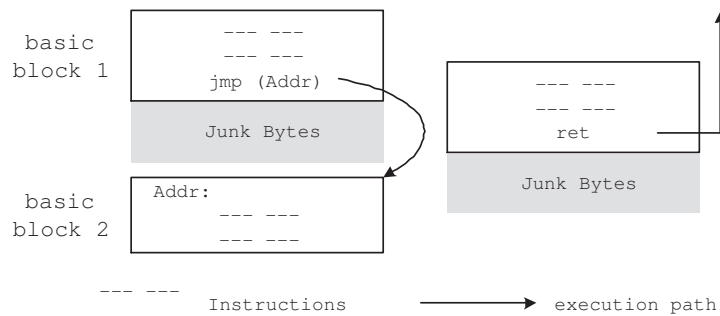 basic
block 1
--- ---
--- ---
jmp (Addr)
Junk Bytes
basic
block 2
Addr:
--- ---
--- ---
--- ---
--- ---
ret
Junk Bytes
--- ---
Instructions
execution path